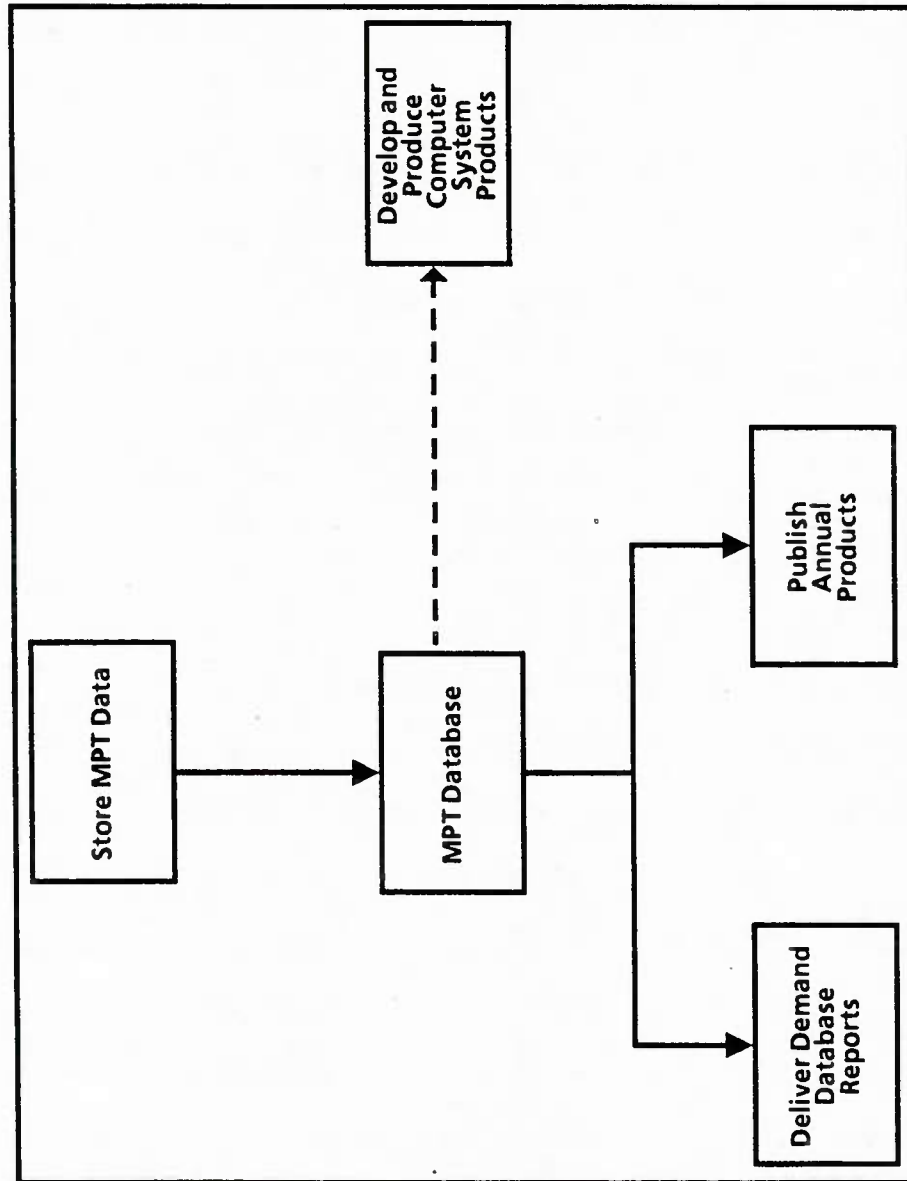 Store MPT Data
MPT Database
Develop and
Produce
Computer
System
Products
Deliver Demand
Database
Reports
Publish
Annual
Products